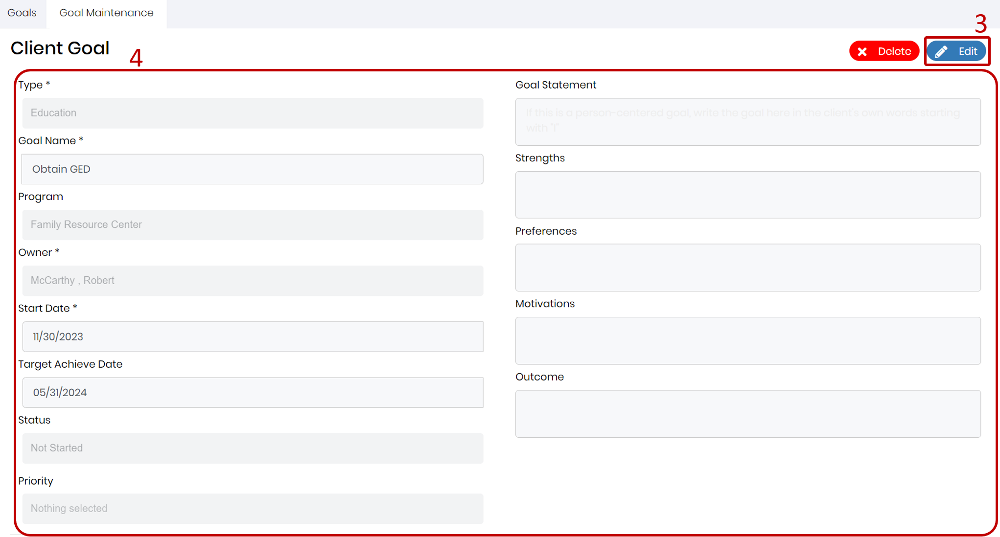 Goals
Goal Maintenance
3
Client Goal
4
Delete
Edit
Type *
Education
Goal Name *
Obtain GED
Program
Family Resource Center
Owner *
McCarthy , Robert
Start Date *
11/30/2023
Target Achieve Date
05/31/2024
Status
Not Started
Priority
Nothing selected
Goal Statement
If this is a person-centered goal, write the goal here in the client's own words starting
with "I"
Strengths
Preferences
Motivations
Outcome